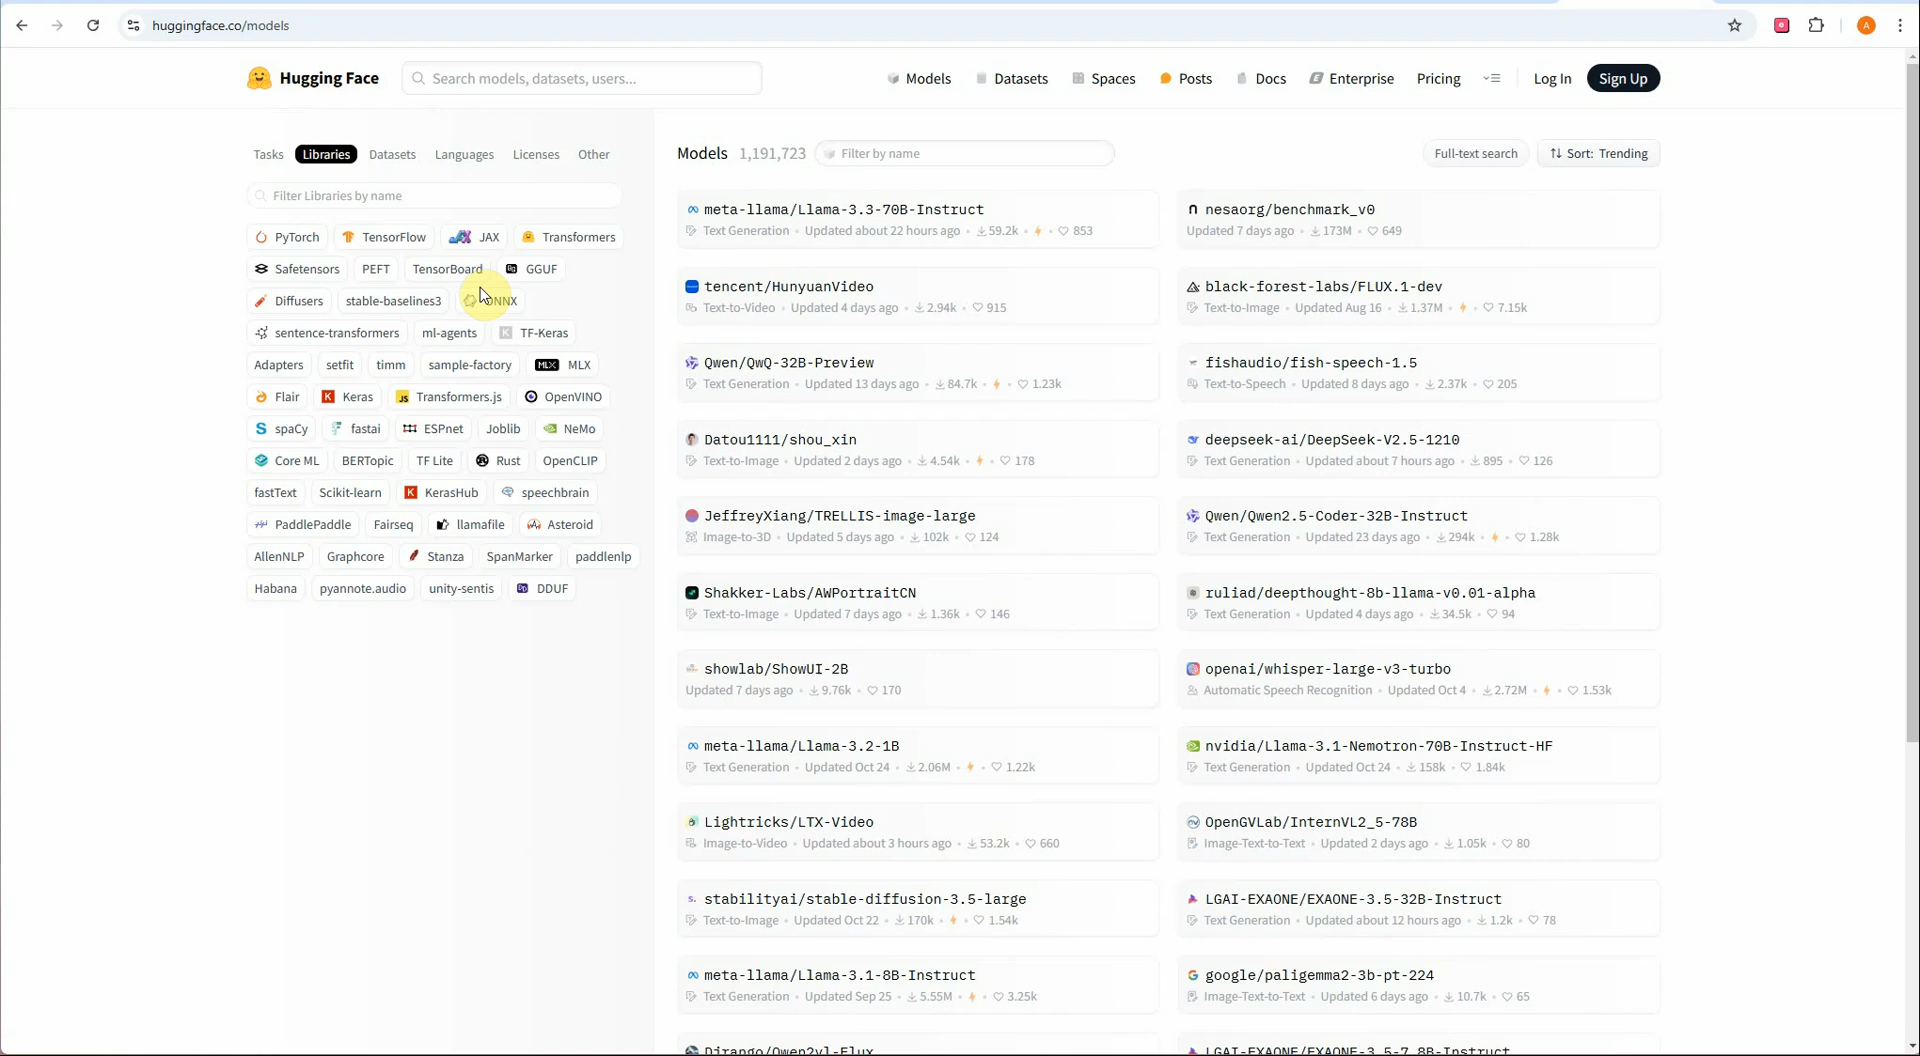 huggingface.co/models
A
Hugging Face
Search models, datasets, users...
Models
Datasets
Spaces
Posts
Docs
Enterprise
Pricing
Log In
Sign Up
Tasks
Libraries
Datasets
Languages
Licenses
Other
Filter Libraries by name
PyTorch
TensorFlow
JAX
Transformers
Safetensors
PEFT
TensorBoard
GGUF
Diffusers
stable-baselines3
ONNX
sentence-transformers
ml-agents
TF-Keras
Adapters
setfit
timm
sample-factory
MLX
MLX
Flair
Keras
Transformers.js
OpenVINO
spaCy
fastai
ESPnet
Joblib
NeMo
Core ML
BERTopic
TF Lite
Rust
OpenCLIP
fastText
Scikit-learn
KerasHub
speechbrain
PaddlePaddle
Fairseq
llamafile
Asteroid
AllenNLP
Graphcore
Stanza
SpanMarker
paddlenlp
Habana
pyannote.audio
unity-sentis
DDUF
Models 1,191,723
Filter by name
Full-text search
Sort: Trending
meta-llama/Llama-3.3-70B-Instruct
Text Generation • Updated about 22 hours ago • 59.2k • 853
nesaorg/benchmark_v0
Updated 7 days ago • 173M • 649
tencent/HunyuanVideo
Text-to-Video • Updated 4 days ago • 2.94k • 915
black-forest-labs/FLUX.1-dev
Text-to-Image • Updated Aug 16 • 1.37M • 7.15k
Qwen/QwQ-32B-Preview
Text Generation • Updated 13 days ago • 84.7k • 1.23k
fishaudio/fish-speech-1.5
Text-to-Speech • Updated 8 days ago • 2.37k • 205
Datou1111/shou_xin
Text-to-Image • Updated 2 days ago • 4.54k • 178
deepseek-ai/DeepSeek-V2.5-1210
Text Generation • Updated about 7 hours ago • 895 • 126
JeffreyXiang/TRELLIS-image-large
Image-to-3D • Updated 5 days ago • 102k • 124
Qwen/Qwen2.5-Coder-32B-Instruct
Text Generation • Updated 23 days ago • 294k • 1.28k
Shakker-Labs/AWPortraitCN
Text-to-Image • Updated 7 days ago • 1.36k • 146
ruliad/deepthought-8b-llama-v0.01-alpha
Text Generation • Updated 4 days ago • 34.5k • 94
showlab/ShowUI-2B
Updated 7 days ago • 9.76k • 170
openai/whisper-large-v3-turbo
Automatic Speech Recognition • Updated Oct 4 • 2.72M • 1.53k
meta-llama/Llama-3.2-1B
Text Generation • Updated Oct 24 • 2.06M • 1.22k
nvidia/Llama-3.1-Nemotron-70B-Instruct-HF
Text Generation • Updated Oct 24 • 158k • 1.84k
Lightricks/LTX-Video
Image-to-Video • Updated about 3 hours ago • 53.2k • 660
OpenGVLab/InternVL2_5-78B
Image-Text-to-Text • Updated 2 days ago • 1.05k • 80
stabilityai/stable-diffusion-3.5-large
Text-to-Image • Updated Oct 22 • 170k • 1.54k
LGAI-EXAONE/EXAONE-3.5-32B-Instruct
Text Generation • Updated about 12 hours ago • 1.2k • 78
meta-llama/Llama-3.1-8B-Instruct
Text Generation • Updated Sep 25 • 5.55M • 3.25k
google/paligemma2-3b-pt-224
Image-Text-to-Text • Updated 6 days ago • 10.7k • 65
Djrango/Qwen2vl-Flux
LGAI-EXAONE/EXAONE-3.5-7.8B-Instruct